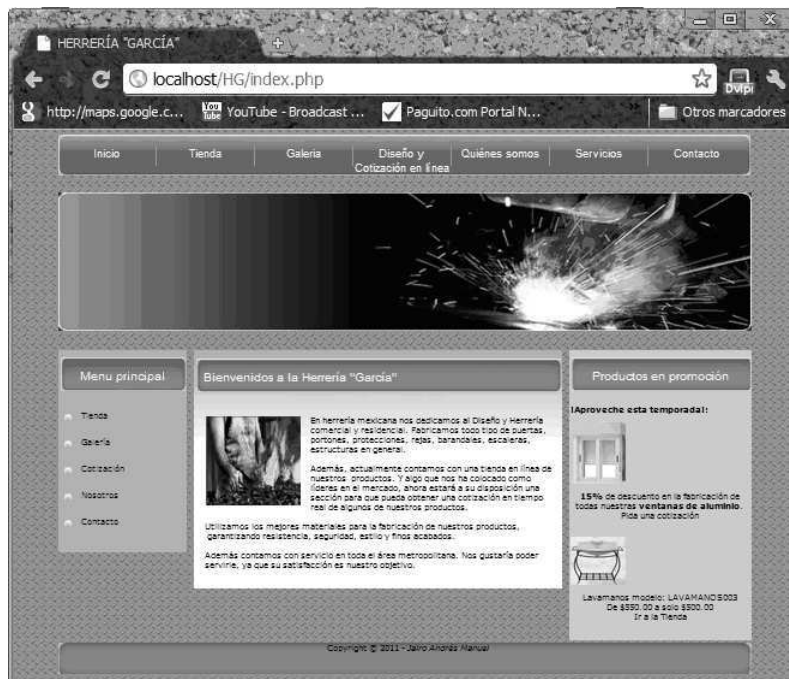 HERRERÍA "GARCÍA"
localhost/HG/index.php
Dvlp
http://maps.google.c...
You Tube
YouTube - Broadcast ...
Paguito.com Portal N...
»
Otros marcadores
Inicio
Tienda
Galeria
Diseño y
Cotización en línea
Quiénes somos
Servicios
Contacto
Menu principal
Tienda
Galería
Cotización
Nosotros
Contacto
Bienvenidos a la Herrería "García"
En herrería mexicana nos dedicamos al Diseño y Herrería
comercial y residencial. Fabricamos todo tipo de puertas,
portones, protecciones, rejas, barandales, escaleras,
estructuras en general.
Además, actualmente contamos con una tienda en línea de
nuestros productos. Y algo que nos ha colocado como
líderes en el mercado, ahora estará a su disposición una
sección para que pueda obtener una cotización en tiempo
real de algunos de nuestros productos.
Utilizamos los mejores materiales para la fabricación de nuestros productos,
garantizando resistencia, seguridad, estilo y finos acabados.
Además contamos con servicio en toda el área metropolitana. Nos gustaría poder
servirle, ya que su satisfacción es nuestro objetivo.
Productos en promoción
!Aproveche esta temporada!:
15% de descuento en la fabricación de
todas nuestras ventanas de aluminio.
Pida una cotización
Lavamanos modelo: LAVAMANOS003
De $550.00 a solo $500.00
Ir a la Tienda
Copyright © 2011 - Jairo Andrés Manuel